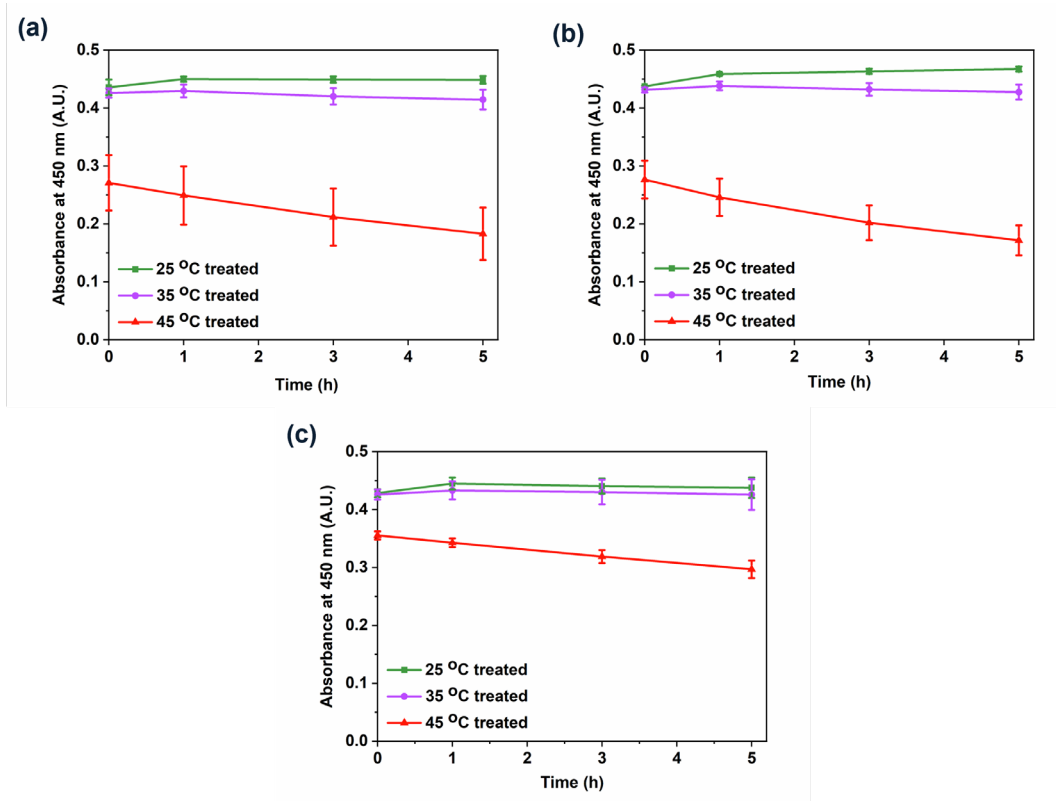 (a)
0.5
0.4
0.3
0.2
0.1
0.0
Absorbance at 450 nm (A.U.)
25 ᴼC treated
35 ᴼC treated
45 ᴼC treated
0 1 2 3 4 5
Time (h)
(b)
0.5
0.4
0.3
0.2
0.1
0.0
Absorbance at 450 nm (A.U.)
25 ᴼC treated
35 ᴼC treated
45 ᴼC treated
0 1 2 3 4 5
Time (h)
(c)
0.5
0.4
0.3
0.2
0.1
0.0
Absorbance at 450 nm (A.U.)
25 ᴼC treated
35 ᴼC treated
45 ᴼC treated
0 1 2 3 4 5
Time (h)